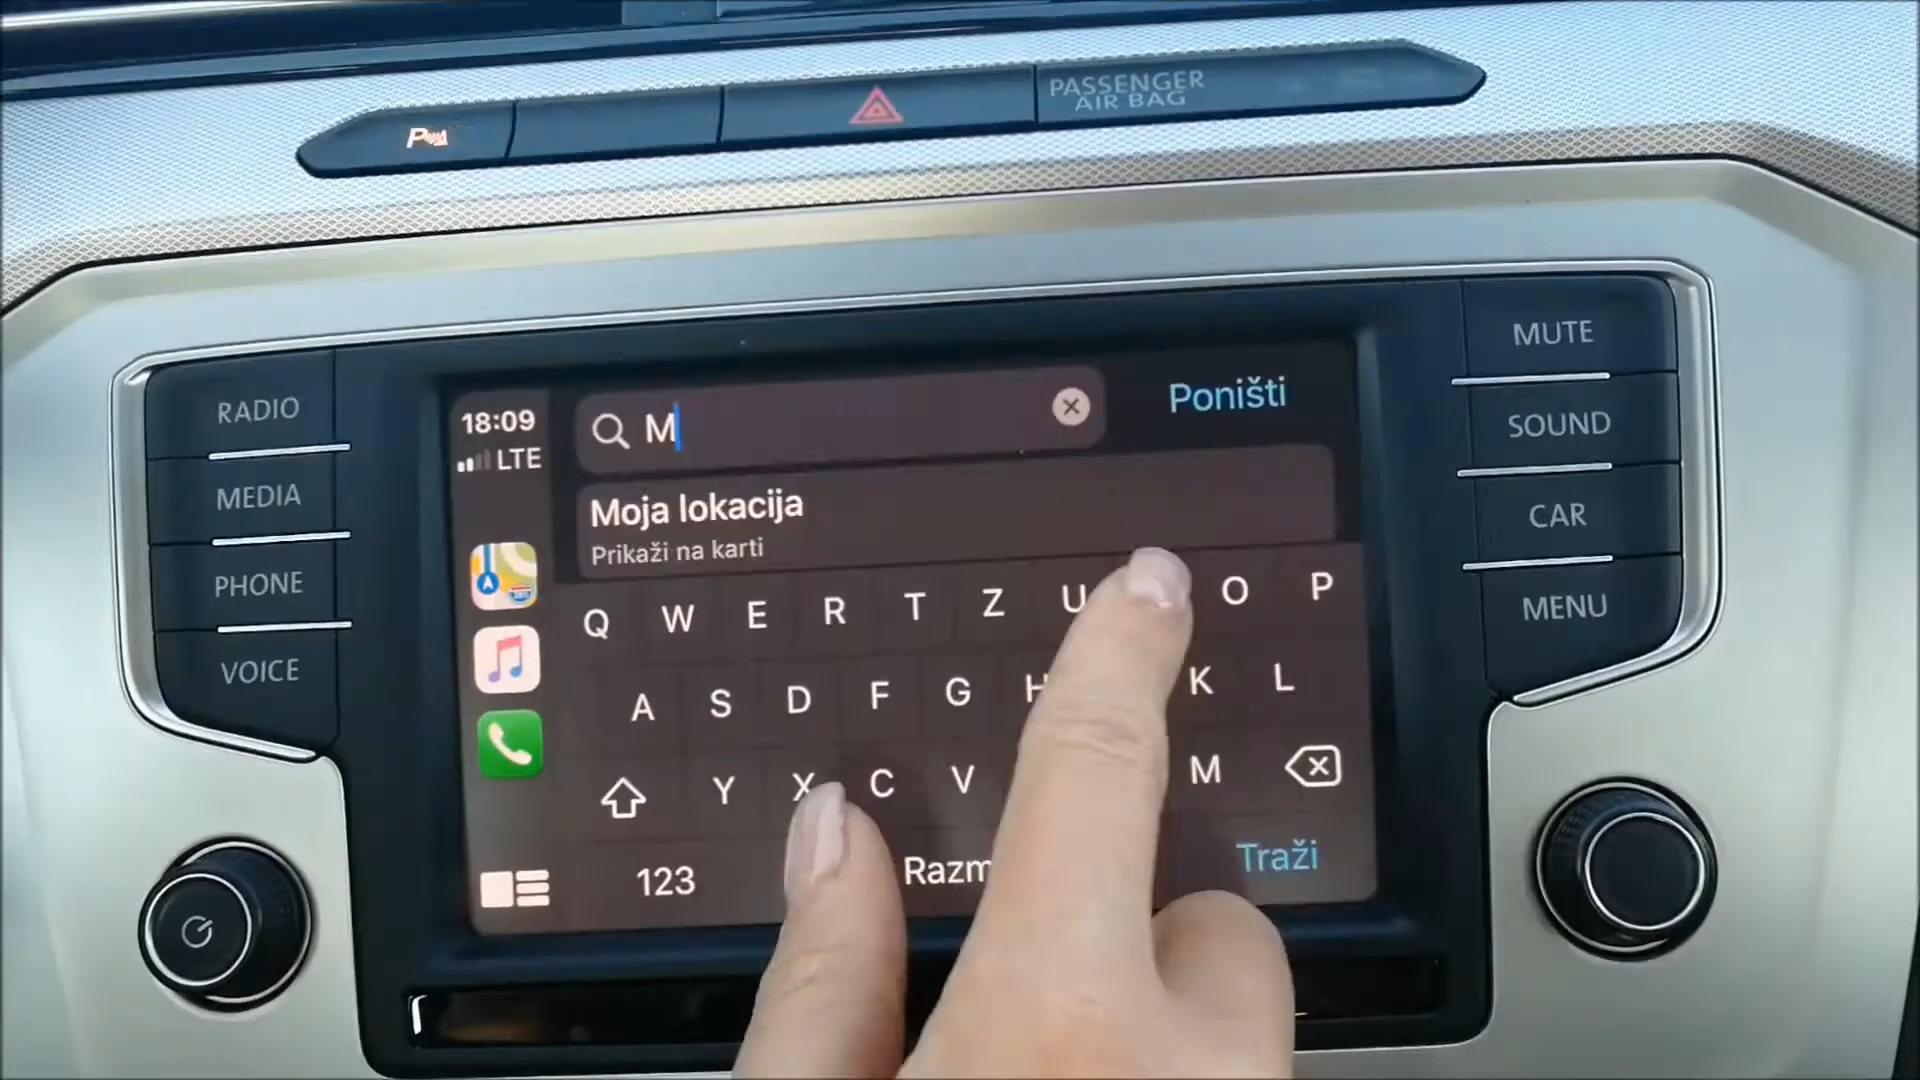 P
PASSENGER
AIR BAG
RADIO
MEDIA
PHONE
VOICE
18:09
LTE
M
Poništi
Moja lokacija
Prikaži na karti
Q W E R T Z U O P
A S D F G H K L
Y X C V M
123
Traži
MUTE
SOUND
CAR
MENU